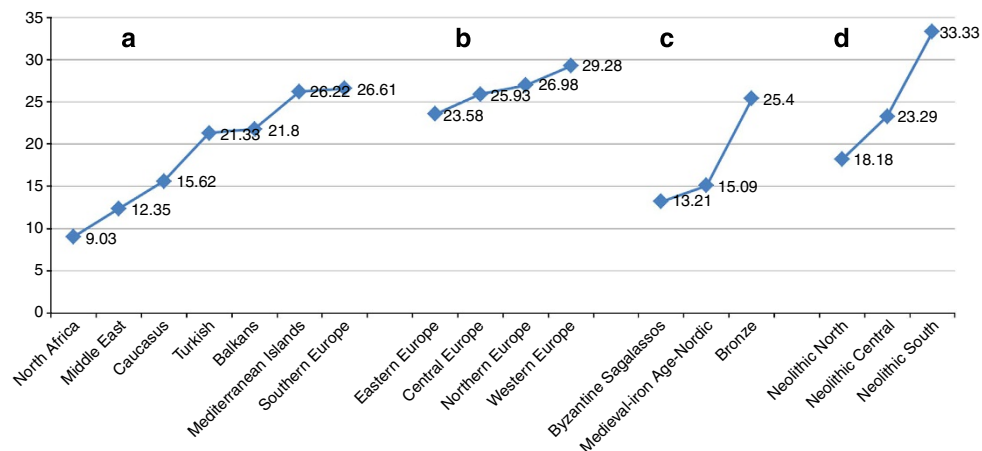 35
30
25
20
15
10
5
0
a
b
c
d
9.03
12.35
15.62
21.33
21.8
26.22
26.61
23.58
25.93
26.98
29.28
13.21
15.09
25.4
18.18
23.29
33.33
North Africa
Middle East
Caucasus
Turkish
Balkans
Mediterranean Islands
Southern Europe
Eastern Europe
Central Europe
Northern Europe
Western Europe
Byzantine Sagalassos
Medieval-iron Age-Nordic
Bronze
Neolithic North
Neolithic Central
Neolithic South